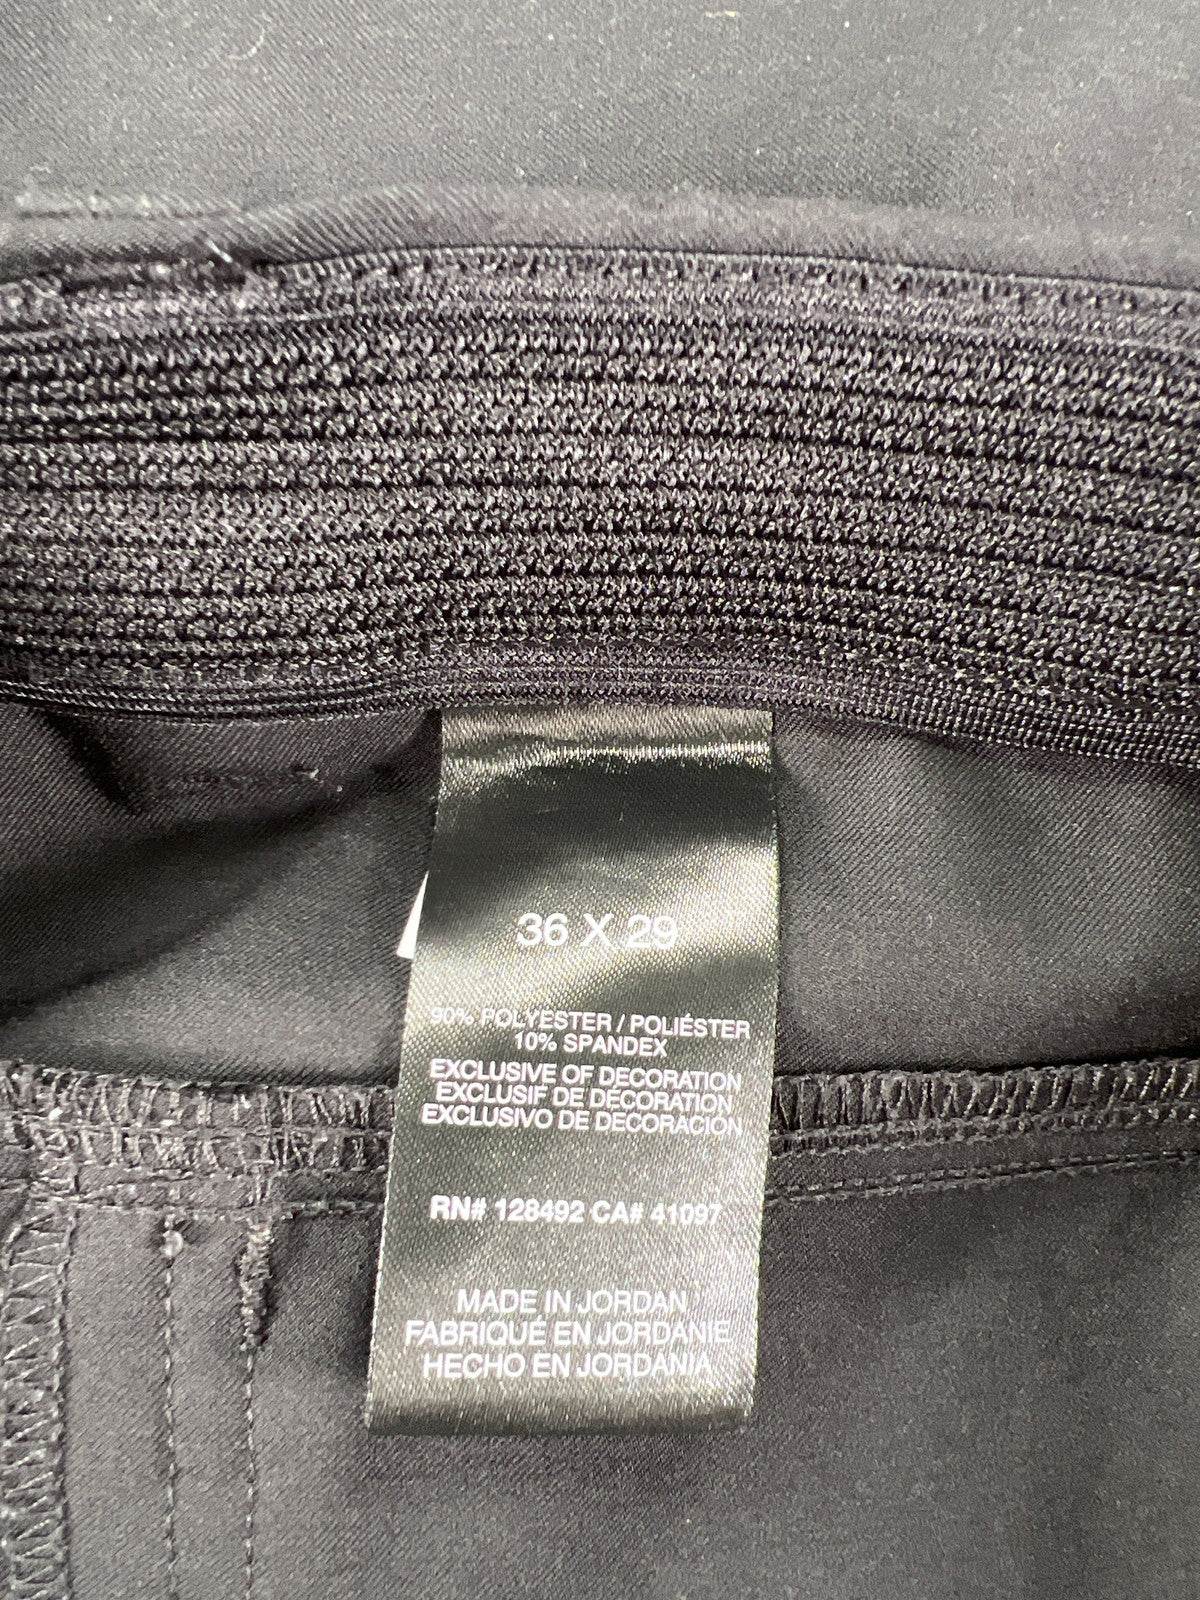 36 X 29
90% POLYESTER / POLIÉSTER
10% SPANDEX
EXCLUSIVE OF DECORATION
EXCLUSIF DE DÉCORATION
EXCLUSIVO DE DECORACIÓN
RN# 128492 CA# 41097
MADE IN JORDAN
FABRIQUÉ EN JORDANIE
HECHO EN JORDANIA